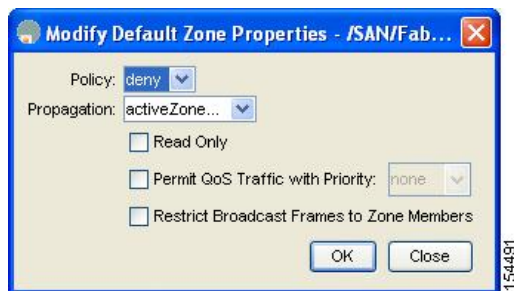 Modify Default Zone Properties - /SAN/Fab...
Policy: deny
Propagation: activeZone...
Read Only
Permit QoS Traffic with Priority: none
Restrict Broadcast Frames to Zone Members
OK Close
154491